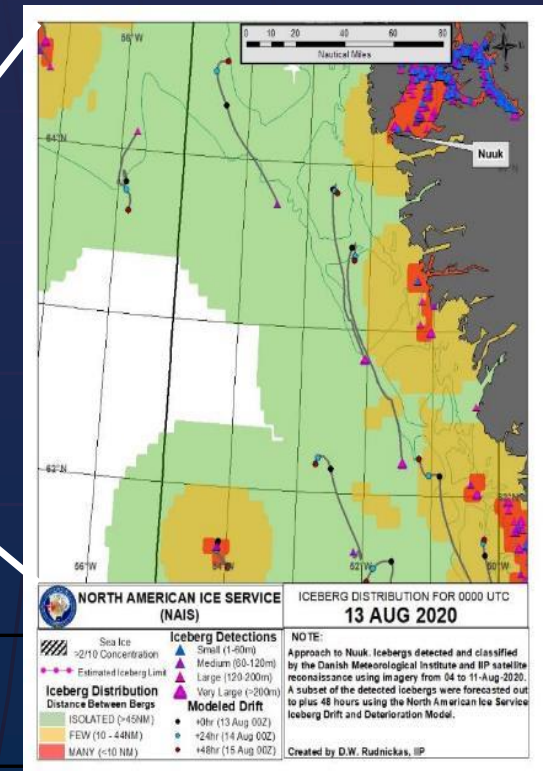 56°W
0 10 20 40 60 80
Nautical Miles
64°N
Nuuk
63°N
56°W
54°W
52°W
50°W
NORTH AMERICAN ICE SERVICE
(NAIS)
Sea Ice
>2/10 Concentration
Estimated Iceberg Limit
Iceberg Distribution
Distance Between Bergs
ISOLATED (>45NM)
FEW (10 - 44NM)
MANY (<10 NM)
Iceberg Detections
Small (1-60m)
Medium (60-120m)
Large (120-200m)
Very Large (>200m)
Modeled Drift
+0hr (13 Aug 00Z)
+24hr (14 Aug 00Z)
+48hr (15 Aug 00Z)
ICEBERG DISTRIBUTION FOR 0000 UTC
13 AUG 2020
NOTE:
Approach to Nuuk. Icebergs detected and classified
by the Danish Meteorological Institute and IIP satellite
reconaissance using imagery from 04 to 11-Aug-2020.
A subset of the detected icebergs were forecasted out
to plus 48 hours using the North American Ice Service
Iceberg Drift and Deterioration Model.
Created by D.W. Rudnickas, IIP